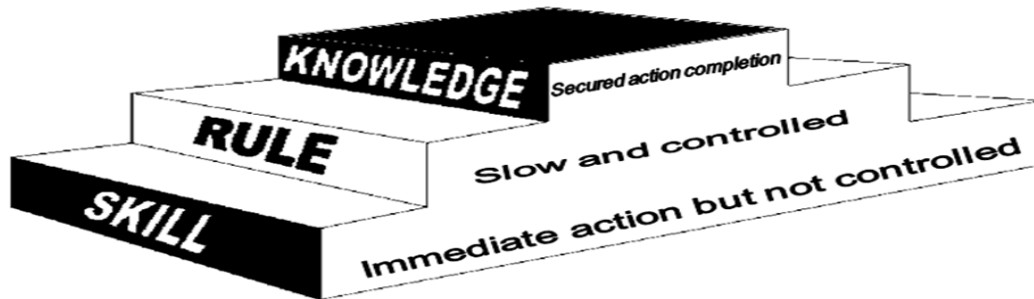 KNOWLEDGE
Secured action completion
RULE
Slow and controlled
SKILL
Immediate action but not controlled